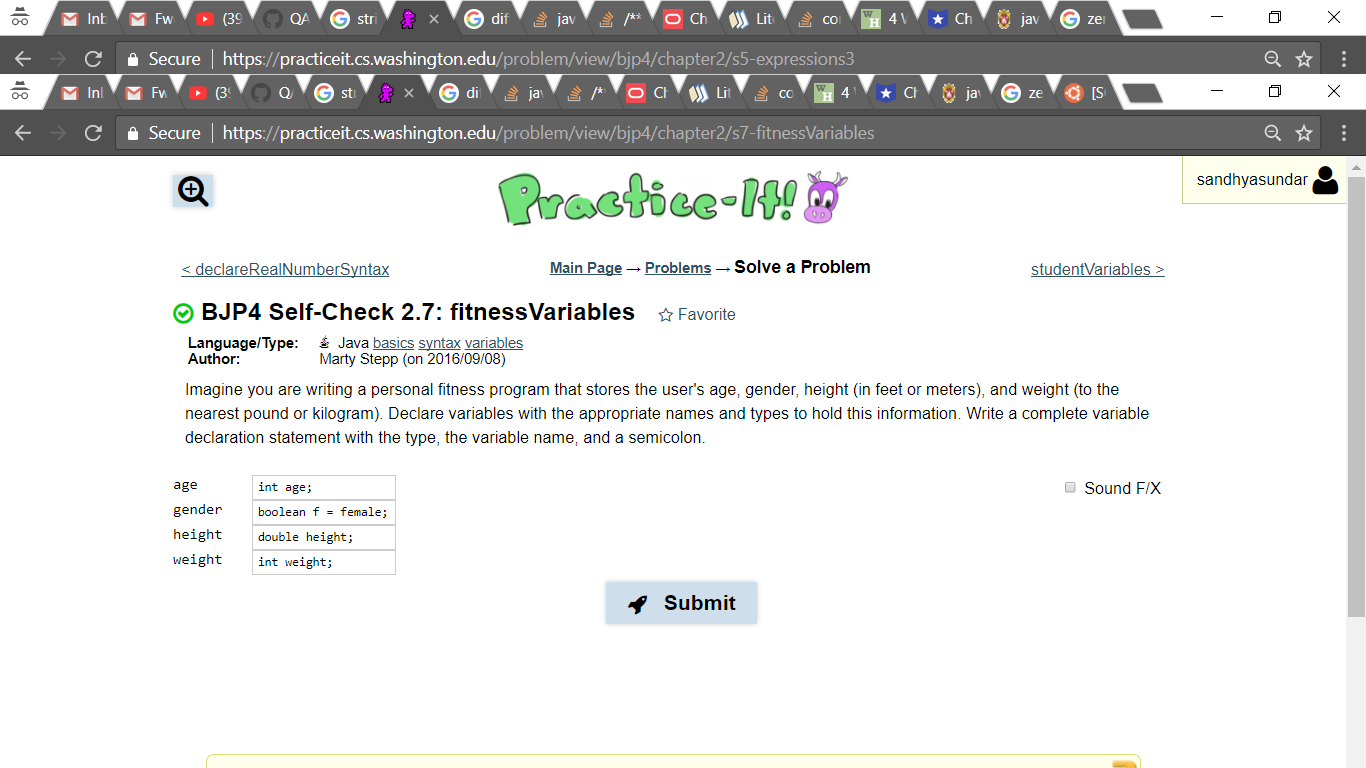 Inb
Fw
(39
QA
stri
dif
jav
/**
Ch
Lite
cor
4 W
Ch
jav
zer
Secure
https://practiceit.cs.washington.edu/problem/view/bjp4/chapter2/s5-expressions3
Inl
Fw
(39
QA
str
dif
jav
/*
Ch
Lit
co
4
Ch
jav
ze
[S
Secure
https://practiceit.cs.washington.edu/problem/view/bjp4/chapter2/s7-fitnessVariables
Practice-It!
sandhyasundar
< declareRealNumberSyntax
Main Page → Problems → Solve a Problem
studentVariables >
BJP4 Self-Check 2.7: fitnessVariables
Favorite
Language/Type: Java basics syntax variables
Author: Marty Stepp (on 2016/09/08)
Imagine you are writing a personal fitness program that stores the user's age, gender, height (in feet or meters), and weight (to the
nearest pound or kilogram). Declare variables with the appropriate names and types to hold this information. Write a complete variable
declaration statement with the type, the variable name, and a semicolon.
age int age;
Sound F/X
gender boolean f = female;
height double height;
weight int weight;
Submit